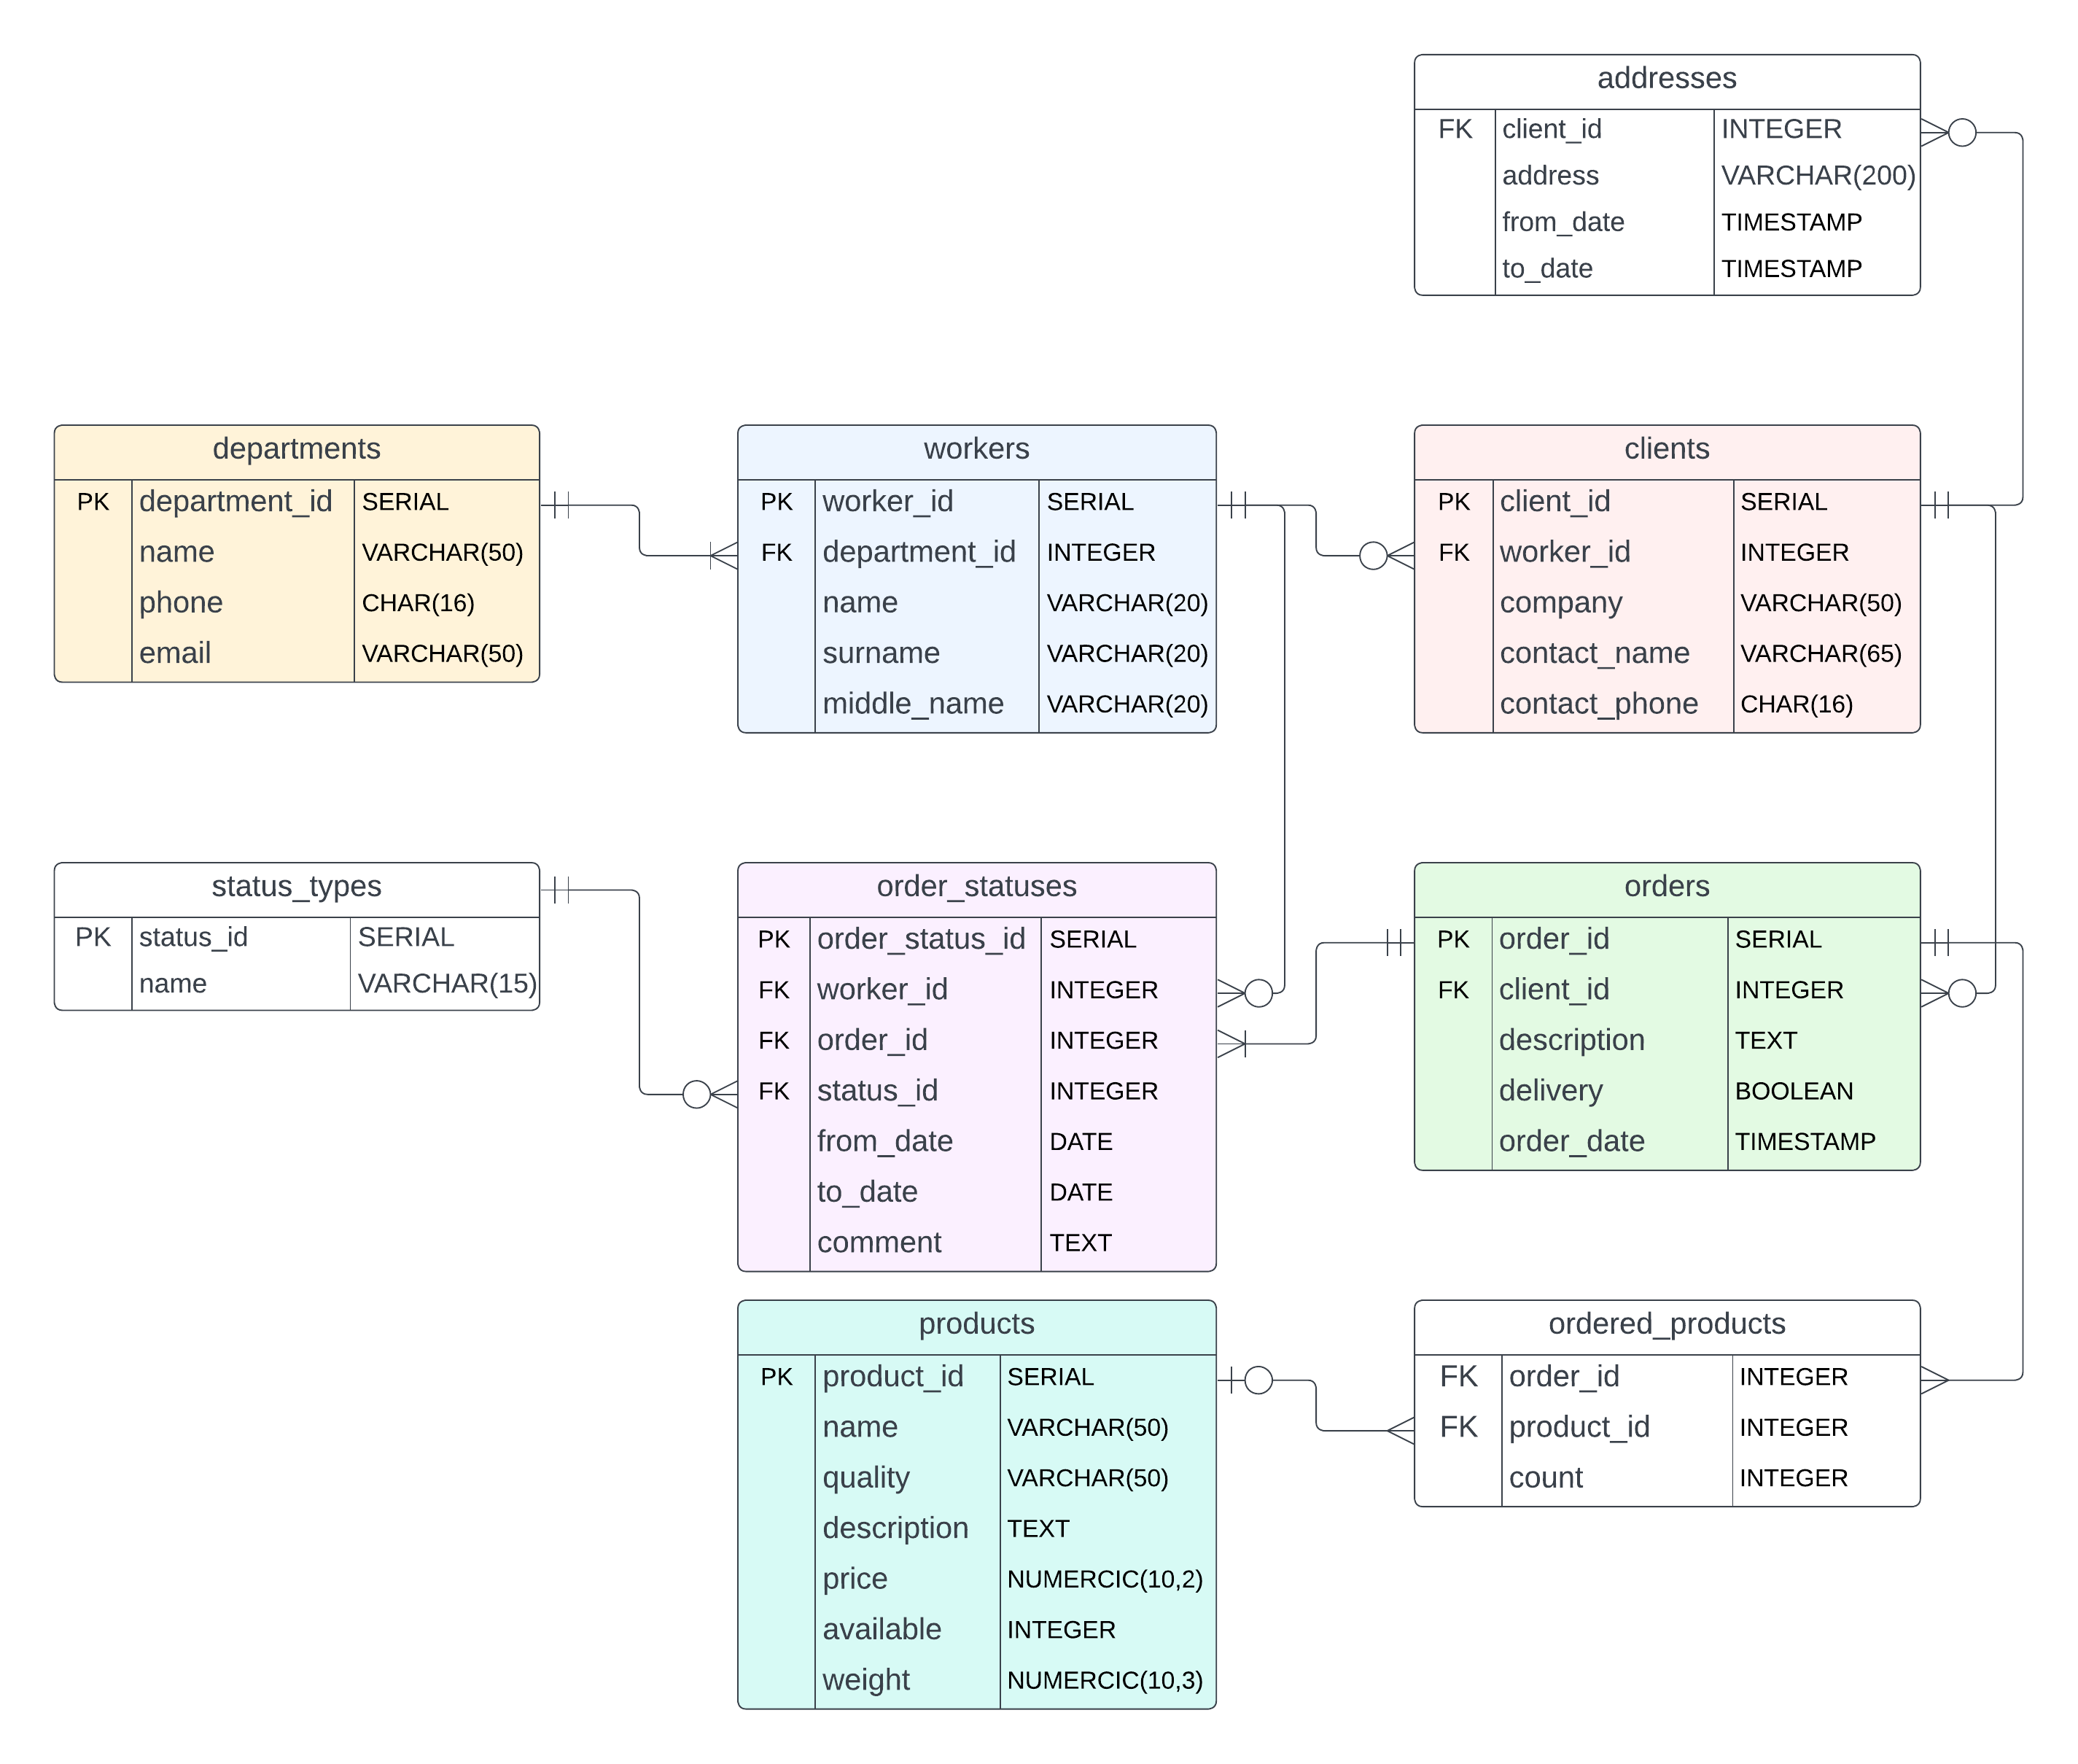 addresses
FK client_id INTEGER
address VARCHAR(200)
from_date TIMESTAMP
to_date TIMESTAMP
departments
PK department_id SERIAL
name VARCHAR(50)
phone CHAR(16)
email VARCHAR(50)
workers
PK worker_id SERIAL
FK department_id INTEGER
name VARCHAR(20)
surname VARCHAR(20)
middle_name VARCHAR(20)
clients
PK client_id SERIAL
FK worker_id INTEGER
company VARCHAR(50)
contact_name VARCHAR(65)
contact_phone CHAR(16)
status_types
PK status_id SERIAL
name VARCHAR(15)
order_statuses
PK order_status_id SERIAL
FK worker_id INTEGER
FK order_id INTEGER
FK status_id INTEGER
from_date DATE
to_date DATE
comment TEXT
orders
PK order_id SERIAL
FK client_id INTEGER
description TEXT
delivery BOOLEAN
order_date TIMESTAMP
products
PK product_id SERIAL
name VARCHAR(50)
quality VARCHAR(50)
description TEXT
price NUMERCIC(10,2)
available INTEGER
weight NUMERCIC(10,3)
ordered_products
FK order_id INTEGER
FK product_id INTEGER
count INTEGER